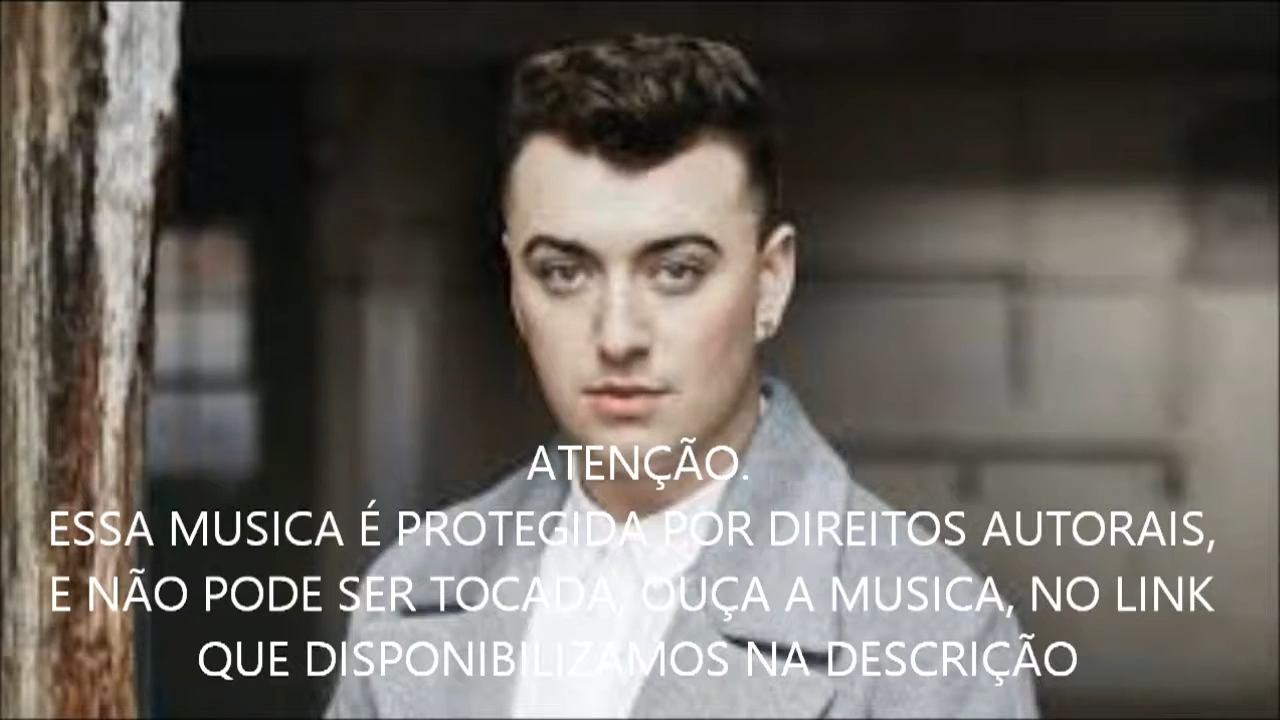 ATENÇÃO.
ESSA MUSICA É PROTEGIDA POR DIREITOS AUTORAIS,
E NÃO PODE SER TOCADA, OUÇA A MUSICA, NO LINK
QUE DISPONIBILIZAMOS NA DESCRIÇÃO